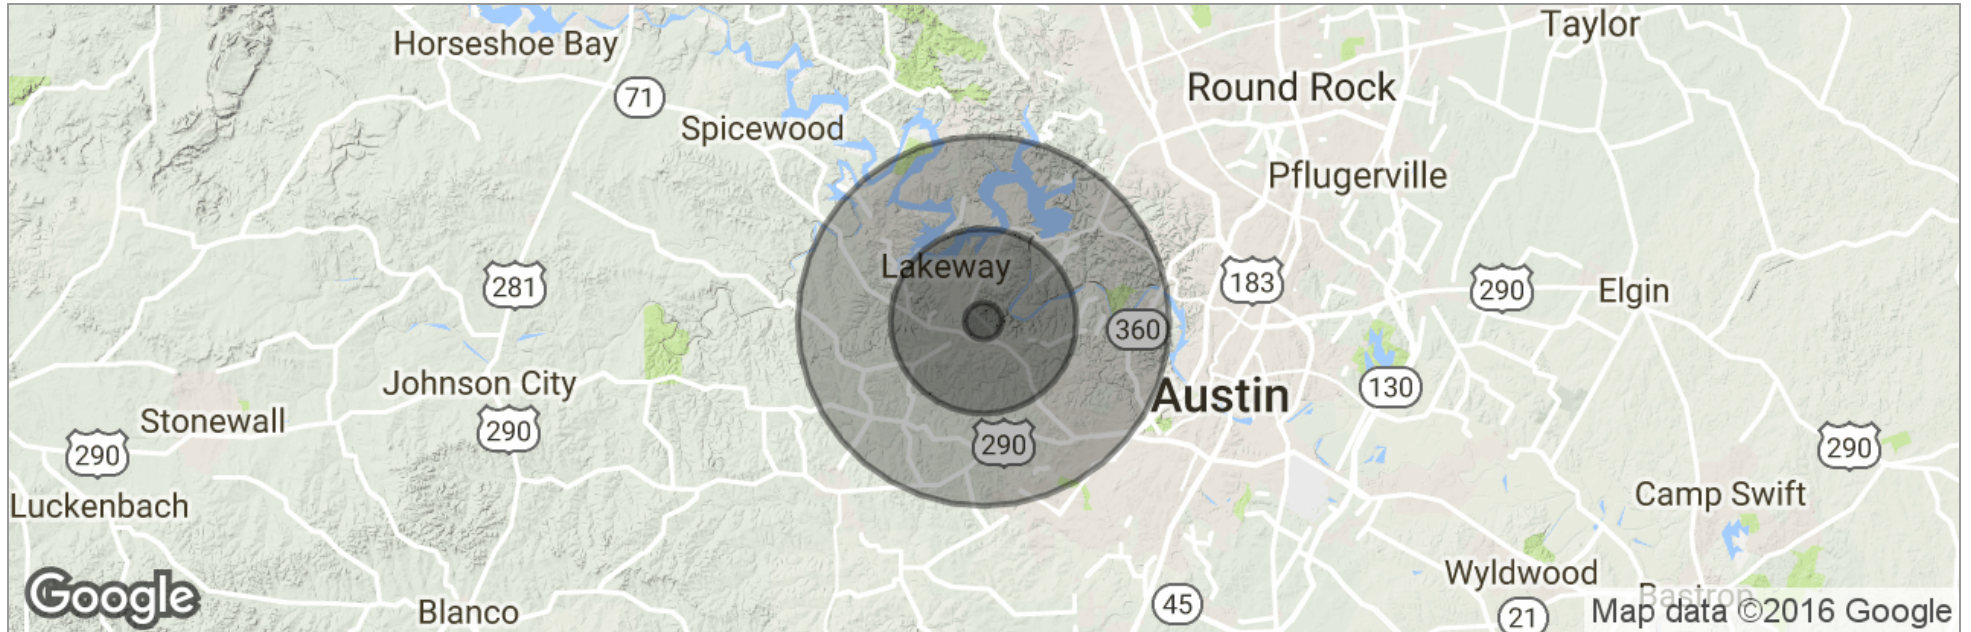 Taylor
Horseshoe Bay
Round Rock
71
Spicewood
Pflugerville
Lakeway
183
281
290
Elgin
360
Johnson City
130
Austin
Stonewall
290
290
290
290
Camp Swift
Luckenbach
Wyldwood
Bastrop
Google
Blanco
45
21
Map data ©2016 Google